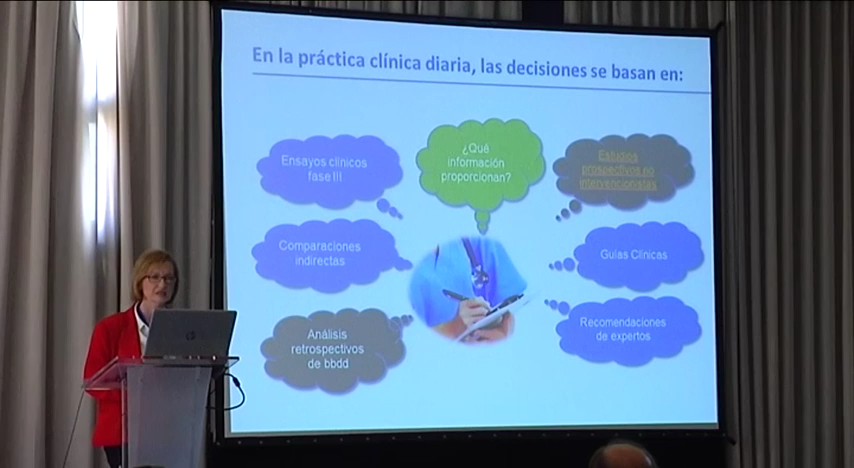 En la práctica clínica diaria, las decisiones se basan en:
Ensayos clínicos
fase III
¿Qué
información
proporcionan?
Estudios
prospectivos no
intervencionistas
Comparaciones
indirectas
Guías Clínicas
Análisis
retrospectivos
de bbdd
Recomendaciones
de expertos